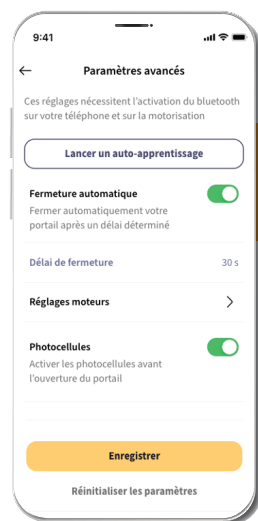 9:41
Paramètres avancés
Ces réglages nécessitent l'activation du bluetooth
sur votre téléphone et sur la motorisation
Lancer un auto-apprentissage
Fermeture automatique
Fermer automatiquement votre
portail après un délai déterminé
Délai de fermeture 30 s
Réglages moteurs
Photocellules
Activer les photocellules avant
l'ouverture du portail
Enregistrer
Réinitialiser les paramètres